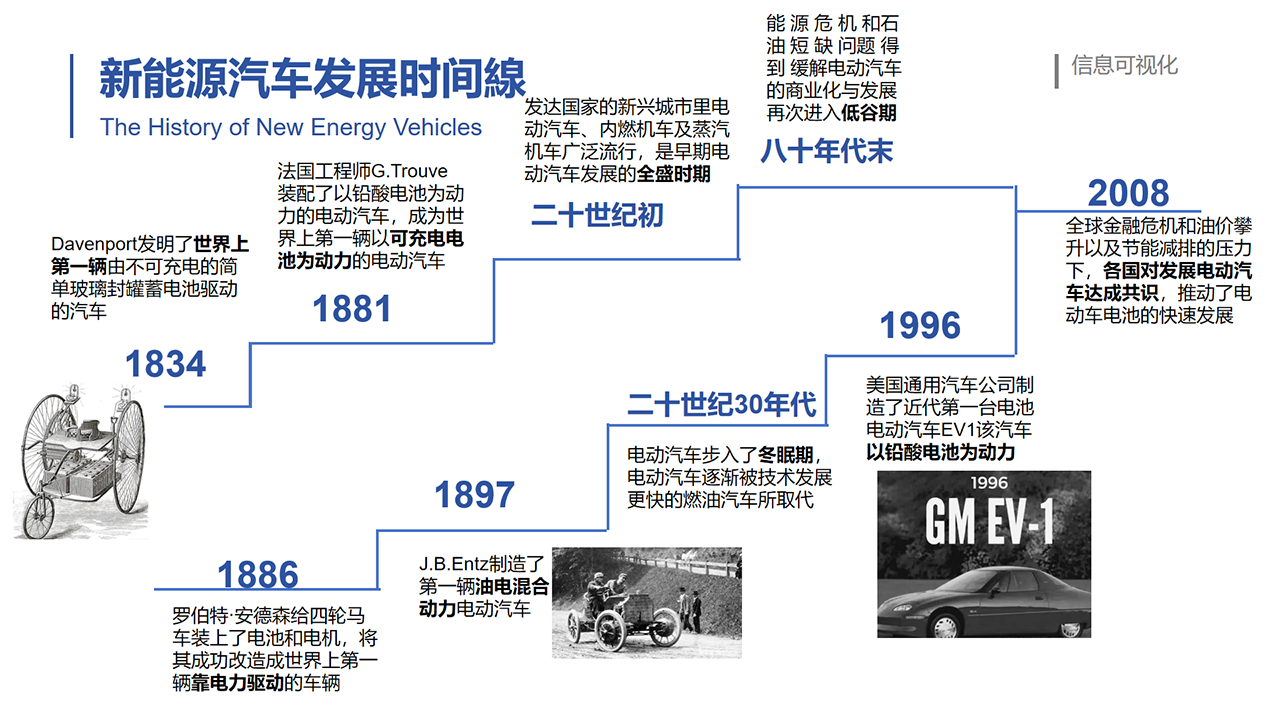 新能源汽车发展时间線
The History of New Energy Vehicles
信息可视化
Davenport发明了世界上
第一辆由不可充电的简
单玻璃封罐蓄电池驱动
的汽车
1834
法国工程师G.Trouve
装配了以铅酸电池为动
力的电动汽车，成为世
界上第一辆以可充电电
池为动力的电动汽车
1881
发达国家的新兴城市里电
动汽车、内燃机车及蒸汽
机车广泛流行，是早期电
动汽车发展的全盛时期
二十世纪初
能 源 危 机 和石
油 短 缺 问题 得
到 缓解电动汽车
的商业化与发展
再次进入低谷期
八十年代末
2008
全球金融危机和油价攀
升以及节能减排的压力
下，各国对发展电动汽
车达成共识，推动了电
动车电池的快速发展
1886
罗伯特·安德森给四轮马
车装上了电池和电机，将
其成功改造成世界上第一
辆靠电力驱动的车辆
1897
J.B.Entz制造了
第一辆油电混合
动力电动汽车
二十世纪30年代
电动汽车步入了冬眠期，
电动汽车逐渐被技术发展
更快的燃油汽车所取代
1996
美国通用汽车公司制
造了近代第一台电池
电动汽车EV1该汽车
以铅酸电池为动力
1996
GM EV-1